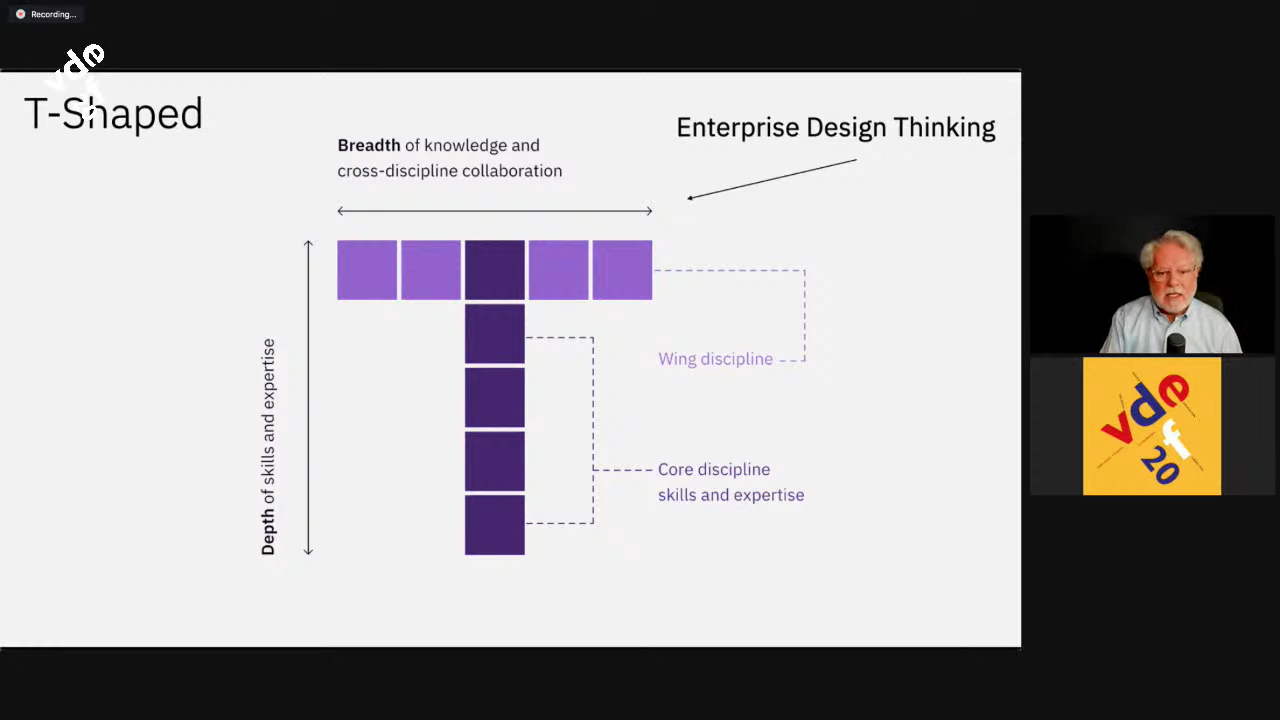 Recording...
vde
T-Shaped
Enterprise Design Thinking
Breadth of knowledge and
cross-discipline collaboration
Depth of skills and expertise
Wing discipline
Core discipline
skills and expertise
vde
f
20